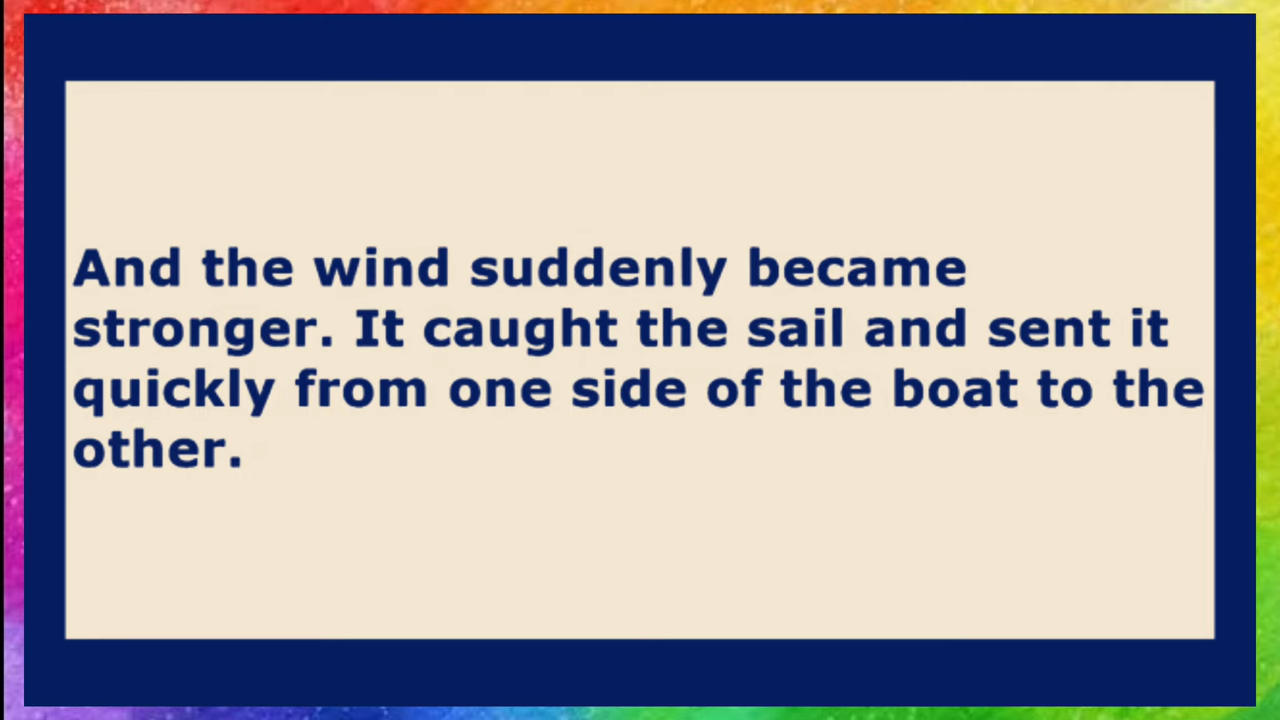 And the wind suddenly became
stronger. It caught the sail and sent it
quickly from one side of the boat to the
other.